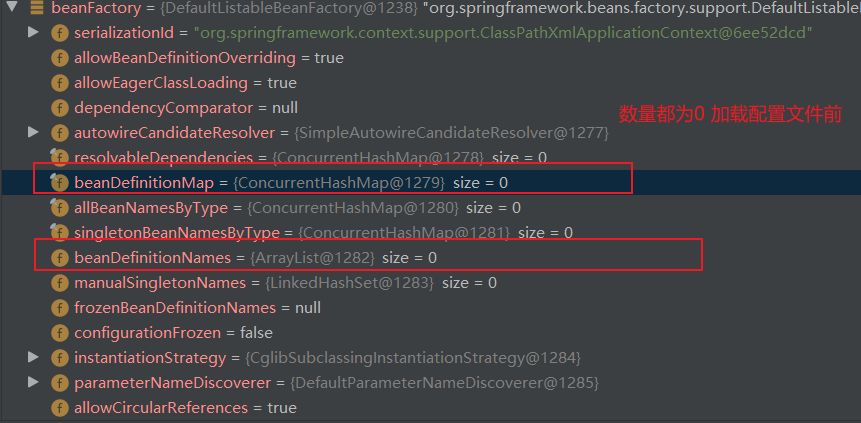 beanFactory = {DefaultListableBeanFactory@1238} "org.springframework.beans.factory.support.DefaultListableB
serializationId = "org.springframework.context.support.ClassPathXmlApplicationContext@6ee52dcd"
allowBeanDefinitionOverriding = true
allowEagerClassLoading = true
dependencyComparator = null
数量都为0 加载配置文件前
autowireCandidateResolver = {SimpleAutowireCandidateResolver@1277}
resolvableDependencies = {ConcurrentHashMap@1278} size = 0
beanDefinitionMap = {ConcurrentHashMap@1279} size = 0
allBeanNamesByType = {ConcurrentHashMap@1280} size = 0
singletonBeanNamesByType = {ConcurrentHashMap@1281} size = 0
beanDefinitionNames = {ArrayList@1282} size = 0
manualSingletonNames = {LinkedHashSet@1283} size = 0
frozenBeanDefinitionNames = null
configurationFrozen = false
instantiationStrategy = {CglibSubclassingInstantiationStrategy@1284}
parameterNameDiscoverer = {DefaultParameterNameDiscoverer@1285}
allowCircularReferences = true